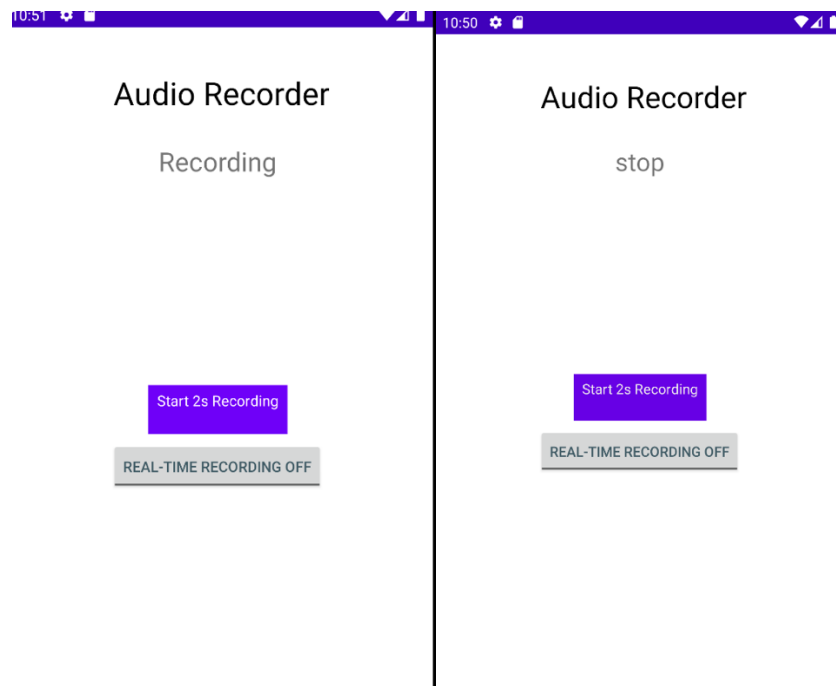 10:51
Audio Recorder
Recording
Start 2s Recording
REAL-TIME RECORDING OFF
10:50
Audio Recorder
stop
Start 2s Recording
REAL-TIME RECORDING OFF